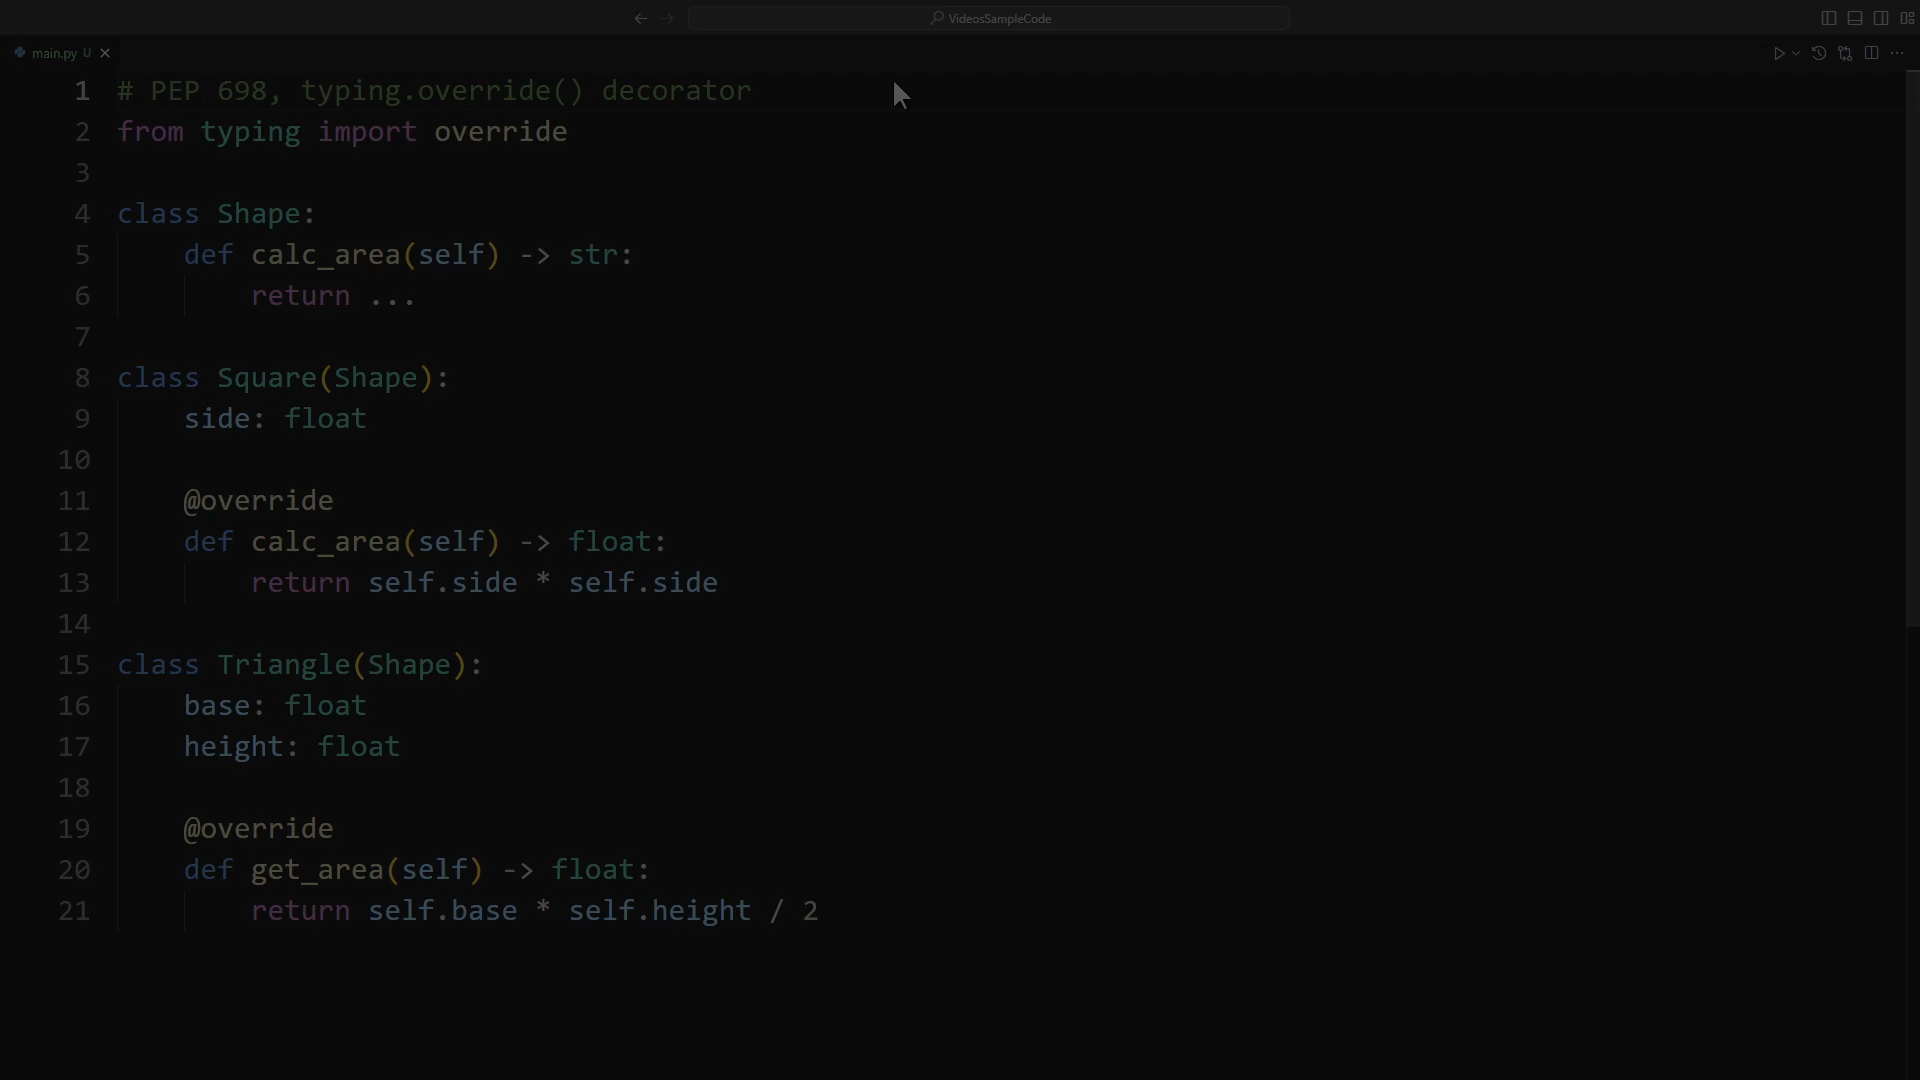 VideosSampleCode
main.py U
1 # PEP 698, typing.override() decorator
2 from typing import override
3
4 class Shape:
5     def calc_area(self) -> str:
6         return ...
7
8 class Square(Shape):
9     side: float
10
11     @override
12     def calc_area(self) -> float:
13         return self.side * self.side
14
15 class Triangle(Shape):
16     base: float
17     height: float
18
19     @override
20     def get_area(self) -> float:
21         return self.base * self.height / 2